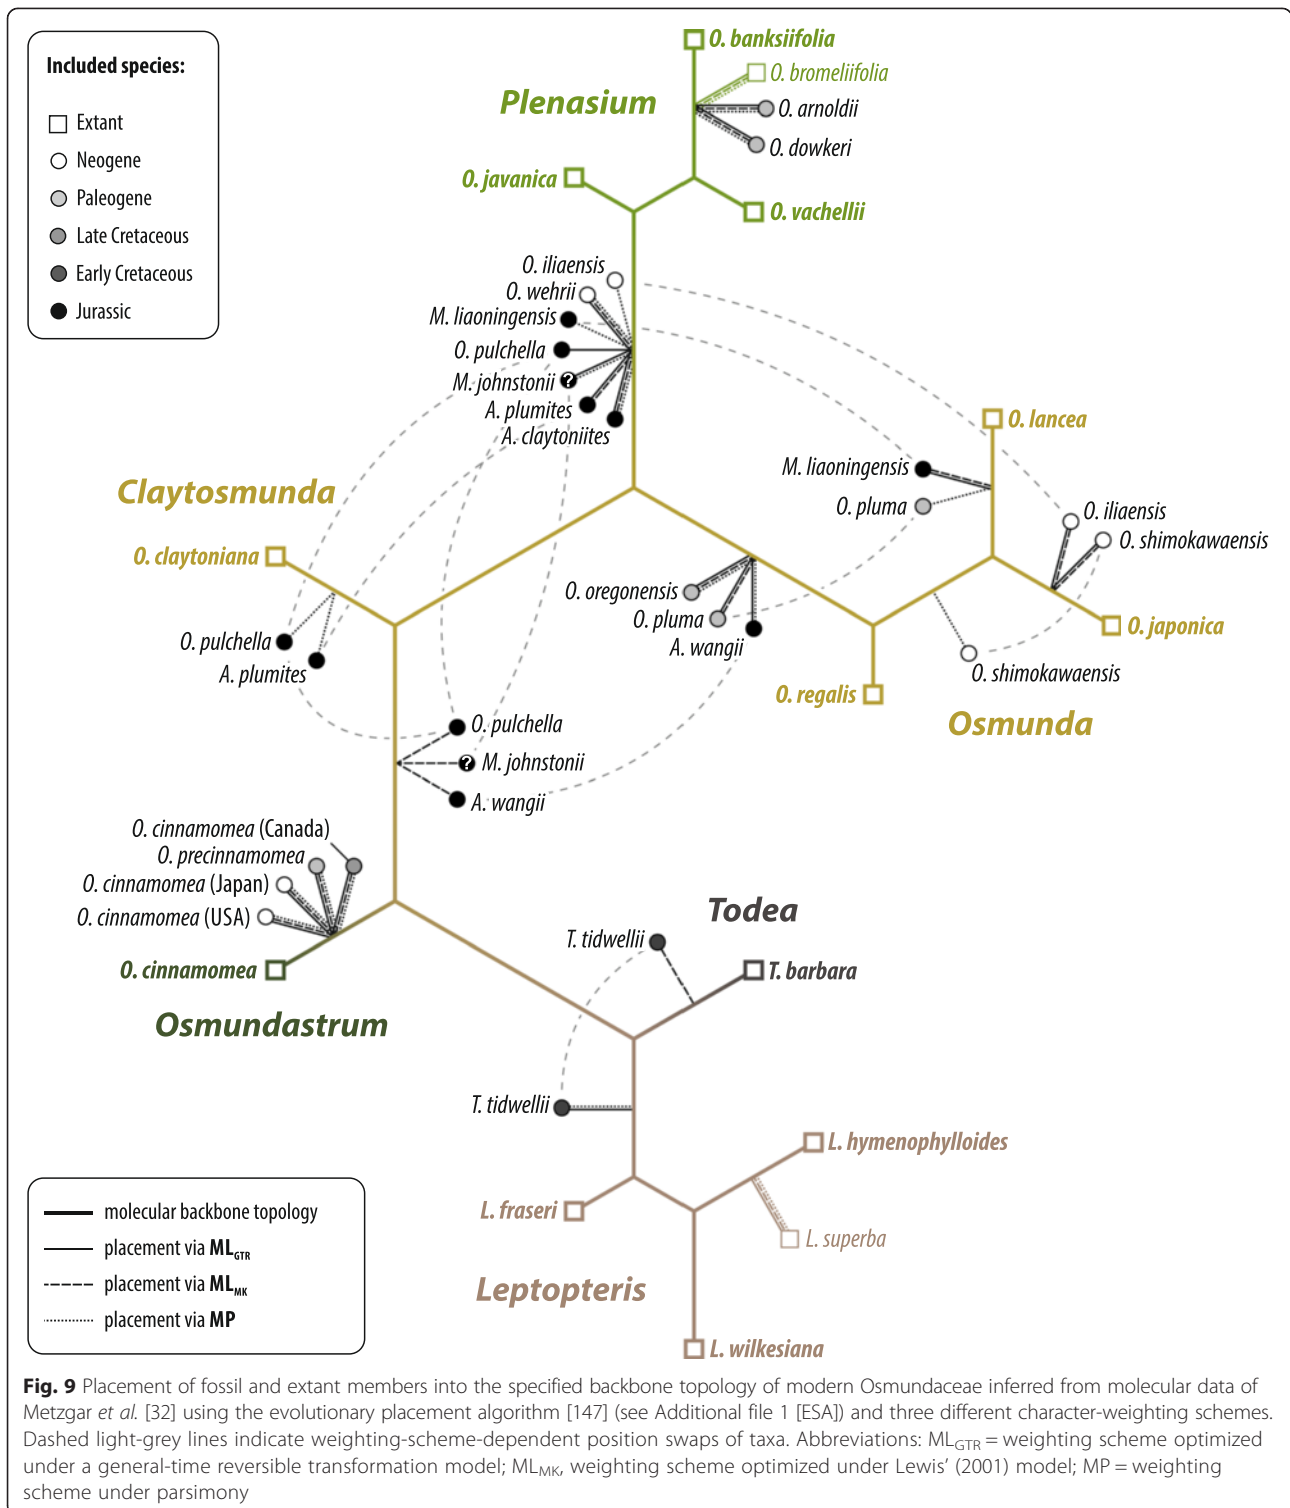 Included species:
Extant
Neogene
Paleogene
Late Cretaceous
Early Cretaceous
Jurassic
O. banksiifolia
O. bromeliifolia
Plenasium
O. arnoldii
O. dowkeri
O. javanica
O. vachellii
O. iliaensis
O. wehrii
M. liaoningensis
O. pulchella
?
M. johnstonii
A. plumites
A. claytoniites
O. lancea
M. liaoningensis
O. pluma
O. iliaensis
O. shimokawaensis
Claytosmunda
O. claytoniana
O. oregonensis
O. pluma
A. wangii
O. japonica
O. pulchella
A. plumites
O. shimokawaensis
O. regalis
Osmunda
O. pulchella
?
M. johnstonii
A. wangii
O. cinnamomea (Canada)
O. precinnamomea
O. cinnamomea (Japan)
O. cinnamomea (USA)
O. cinnamomea
Osmundastrum
Todea
T. tidwellii
T. barbara
T. tidwellii
L. hymenophylloides
L. fraseri
L. superba
Leptopteris
L. wilkesiana
molecular backbone topology
placement via MLGTR
placement via MLMK
placement via MP
Fig. 9 Placement of fossil and extant members into the specified backbone topology of modern Osmundaceae inferred from molecular data of
Metzgar et al. [32] using the evolutionary placement algorithm [147] (see Additional file 1 [ESA]) and three different character-weighting schemes.
Dashed light-grey lines indicate weighting-scheme-dependent position swaps of taxa. Abbreviations: MLGTR = weighting scheme optimized
under a general-time reversible transformation model; MLMK, weighting scheme optimized under Lewis' (2001) model; MP = weighting
scheme under parsimony